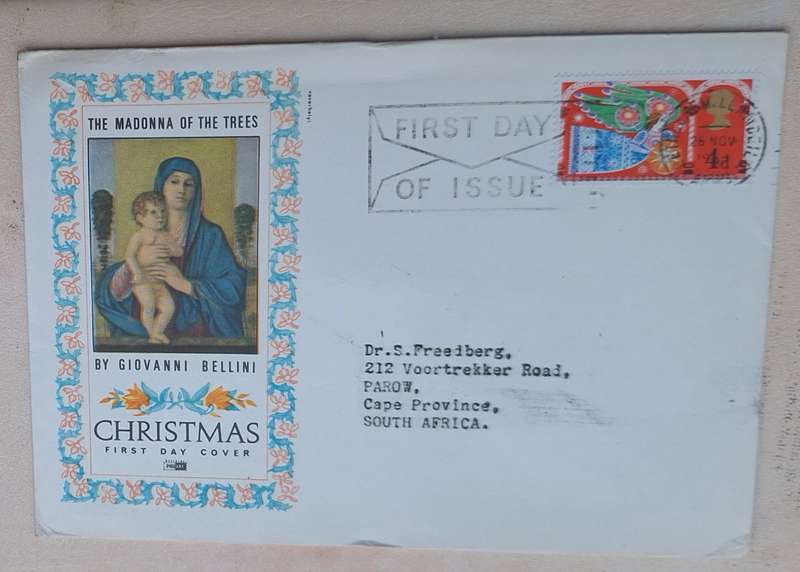 THE MADONNA OF THE TREES
BY GIOVANNI BELLINI
CHRISTMAS
FIRST DAY COVER
FIRST DAY
OF ISSUE
4d
26 NOV
Dr.S.Freedberg,
212 Voortrekker Road,
PAROW,
Cape Province,
SOUTH AFRICA.